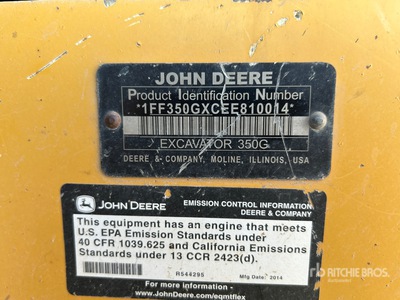 JOHN DEERE
Product Identification Number
*1FF350GXCEE810014*
EXCAVATOR 350G
DEERE & COMPANY, MOLINE, ILLINOIS, USA
JOHN DEERE
EMISSION CONTROL INFORMATION
DEERE & COMPANY
This equipment has an engine that meets
U.S. EPA Emission Standards under
40 CFR 1039.625 and California Emissions
Standards under 13 CCR 2423(d).
R544295 Mfg Date: 2014
For more information:
www.JohnDeere.com/eqmtflex
RITCHIE BROS.